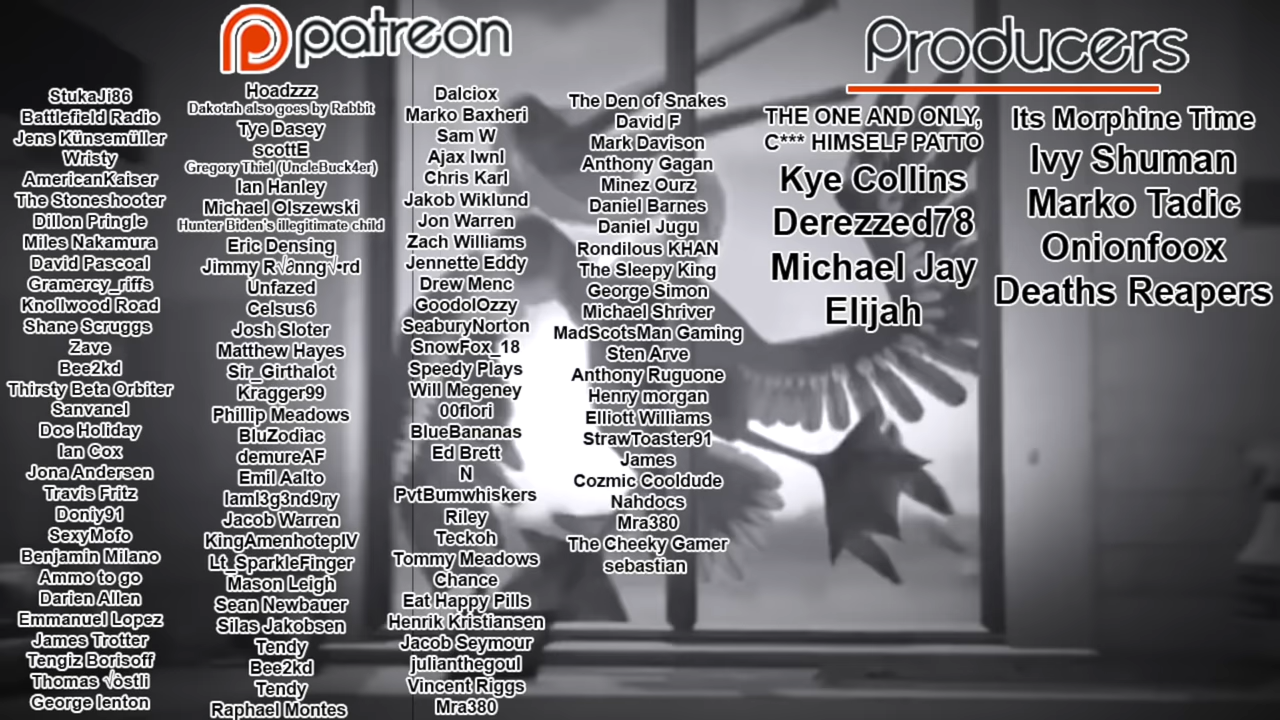 patreon
StukaJi86
Battlefield Radio
Jens Künsemüller
Wristy
AmericanKaiser
The Stoneshooter
Dillon Pringle
Miles Nakamura
David Pascoal
Gramercy_riffs
Knollwood Road
Shane Scruggs
Zave
Bee2kd
Thirsty Beta Orbiter
Sanvanel
Doc Holiday
Ian Cox
Jona Andersen
Travis Fritz
Doniy91
SexyMofo
Benjamin Milano
Ammo to go
Darien Allen
Emmanuel Lopez
James Trotter
Tengiz Borisoff
Thomas √östli
George lenton
Hoadzzz
Dakotah also goes by Rabbit
Tye Dasey
scottE
Gregory Thiel (UncleBuck4er)
Ian Hanley
Michael Olszewski
Hunter Biden's illegitimate child
Eric Densing
Jimmy R√∂nng√•rd
Unfazed
Celsus6
Josh Sloter
Matthew Hayes
Sir_Girthalot
Kragger99
Phillip Meadows
BluZodiac
demureAF
Emil Aalto
Iaml3g3nd9ry
Jacob Warren
KingAmenhotepIV
Lt_SparkleFinger
Mason Leigh
Sean Newbauer
Silas Jakobsen
Tendy
Bee2kd
Tendy
Raphael Montes
Dalciox
Marko Baxheri
Sam W
Ajax lwnl
Chris Karl
Jakob Wiklund
Jon Warren
Zach Williams
Jennette Eddy
Drew Menc
GoodolOzzy
SeaburyNorton
SnowFox_18
Speedy Plays
Will Megeney
00flori
BlueBananas
Ed Brett
N
PvtBumwhiskers
Riley
Teckoh
Tommy Meadows
Chance
Eat Happy Pills
Henrik Kristiansen
Jacob Seymour
julianthegoul
Vincent Riggs
Mra380
The Den of Snakes
David F
Mark Davison
Anthony Gagan
Minez Ourz
Daniel Barnes
Daniel Jugu
Rondilous KHAN
The Sleepy King
George Simon
Michael Shriver
MadScotsMan Gaming
Sten Arve
Anthony Ruguone
Henry morgan
Elliott Williams
StrawToaster91
James
Cozmic Cooldude
Nahdocs
Mra380
The Cheeky Gamer
sebastian
Producers
THE ONE AND ONLY,
C*** HIMSELF PATTO
Kye Collins
Derezzed78
Michael Jay
Elijah
Its Morphine Time
Ivy Shuman
Marko Tadic
Onionfoox
Deaths Reapers